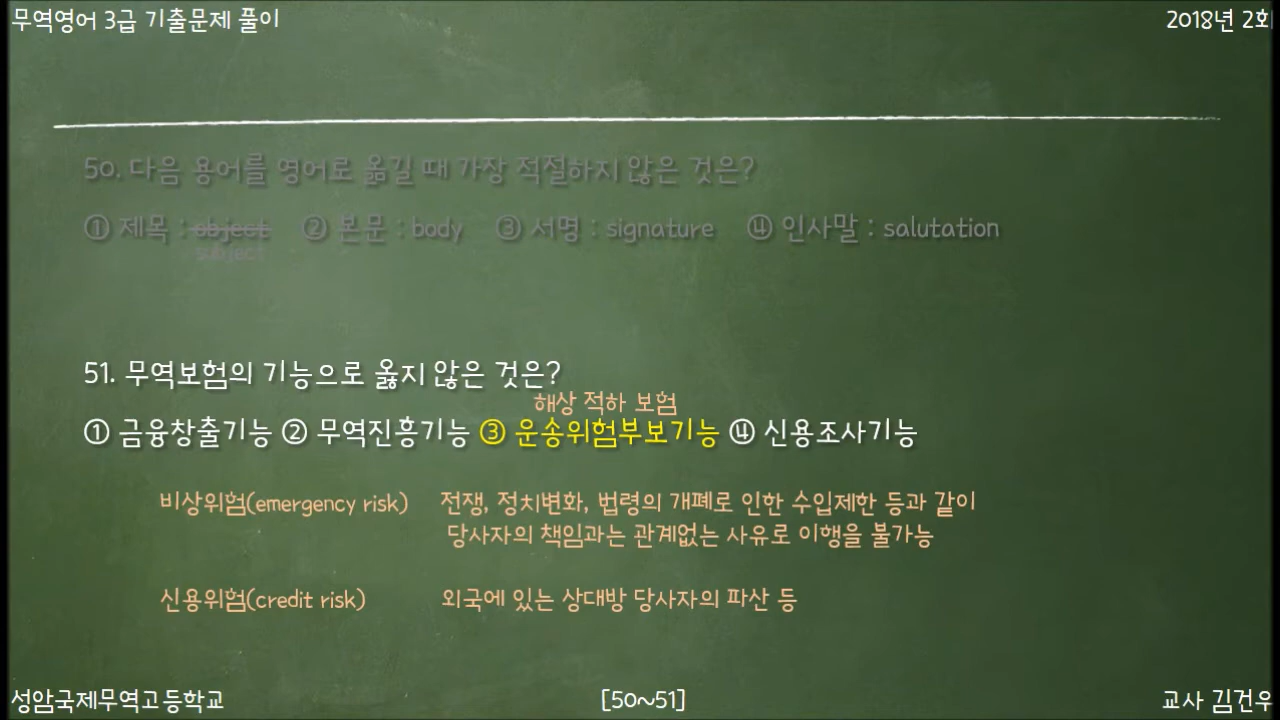 무역영어 3급 기출문제 풀이
2018년 2회
50. 다음 용어를 영어로 옮길 때 가장 적절하지 않은 것은?
① 제목 : object ② 본문 : body ③ 서명 : signature ④ 인사말 : salutation
subject
51. 무역보험의 기능으로 옳지 않은 것은?
해상 적하 보험
① 금융창출기능 ② 무역진흥기능 ③ 운송위험부보기능 ④ 신용조사기능
비상위험(emergency risk) 전쟁, 정치변화, 법령의 개폐로 인한 수입제한 등과 같이
당사자의 책임과는 관계없는 사유로 이행을 불가능
신용위험(credit risk) 외국에 있는 상대방 당사자의 파산 등
성암국제무역고등학교
[50~51]
교사 김건우